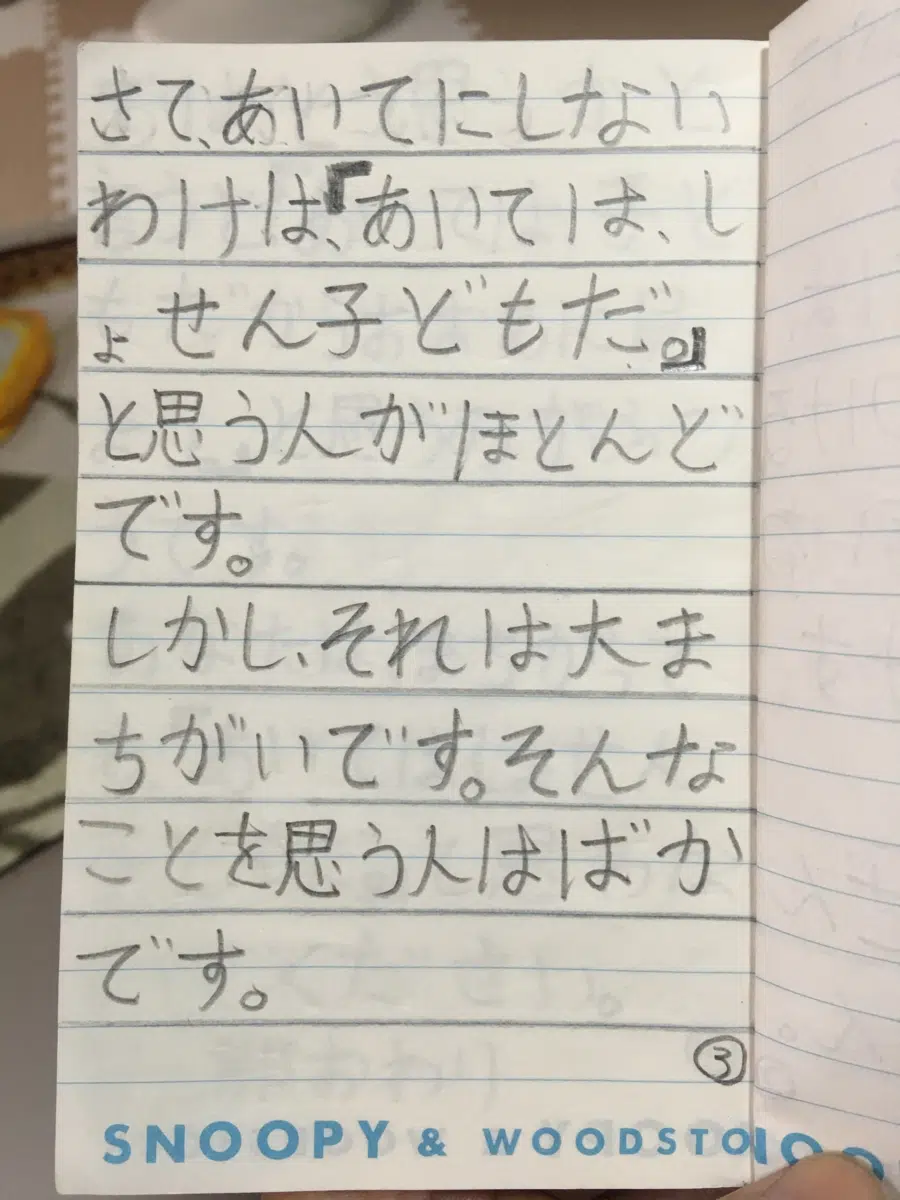 さて、あいてにしない
わけは、『あいては、し
ょせん子どもだ。』
と思う人がほとんど
です。
しかし、それは大ま
ちがいです。そんな
ことを思う人はばか
です。
③
SNOOPY & WOODSTO